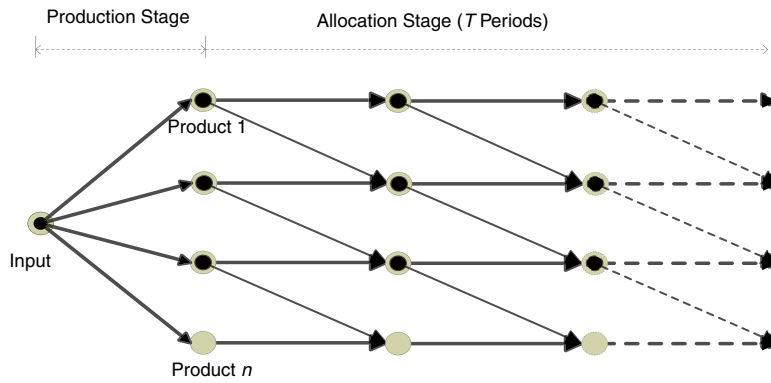 Production Stage
Allocation Stage (T Periods)
Product 1
Input
Product n